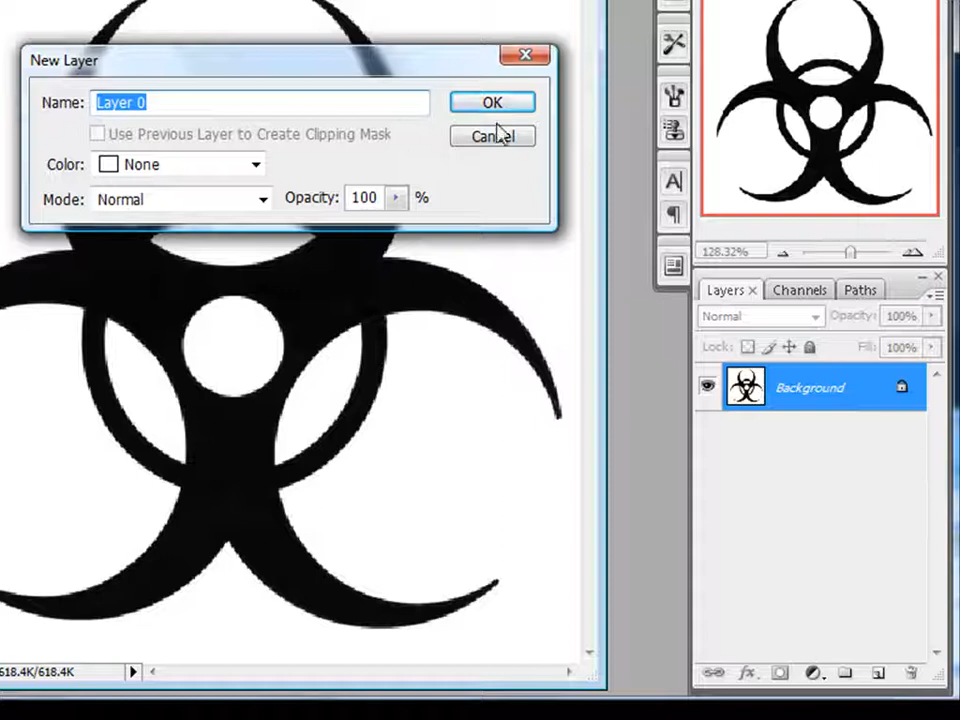 New Layer
Name: Layer 0
OK
Use Previous Layer to Create Clipping Mask
Cancel
Color: None
Mode: Normal
Opacity: 100 %
128.32%
Layers × Channels Paths
Normal
Opacity: 100%
Lock:
Fill: 100%
Background
618.4K/618.4K